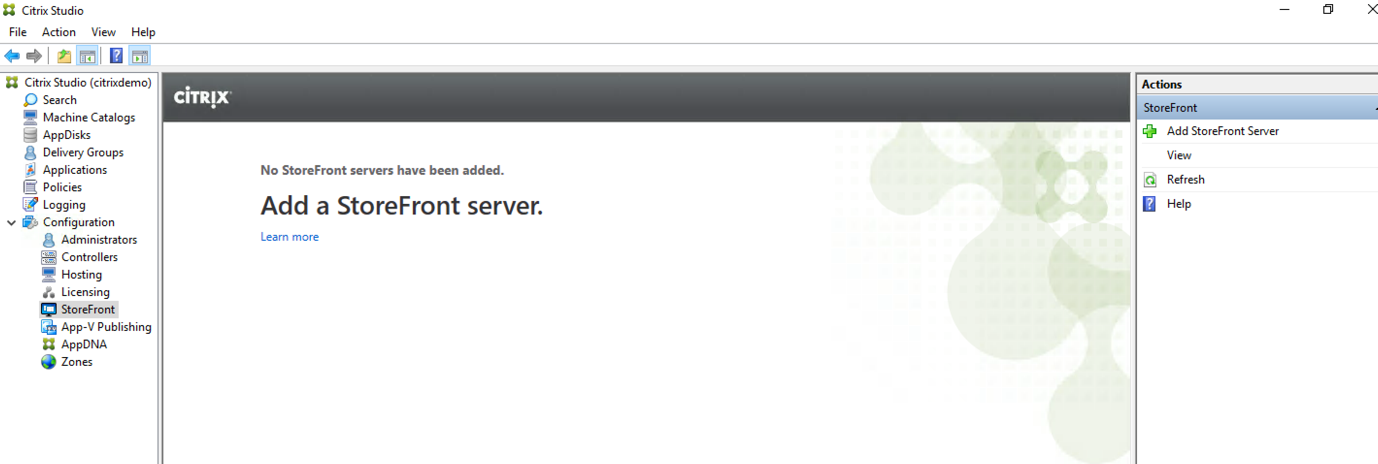 Citrix Studio
File Action View Help
Citrix Studio (citrixdemo)
Search
Machine Catalogs
AppDisks
Delivery Groups
Applications
Policies
Logging
Configuration
Administrators
Controllers
Hosting
Licensing
StoreFront
App-V Publishing
AppDNA
Zones
CITRIX
No StoreFront servers have been added.
Add a StoreFront server.
Learn more
Actions
StoreFront
Add StoreFront Server
View
Refresh
Help